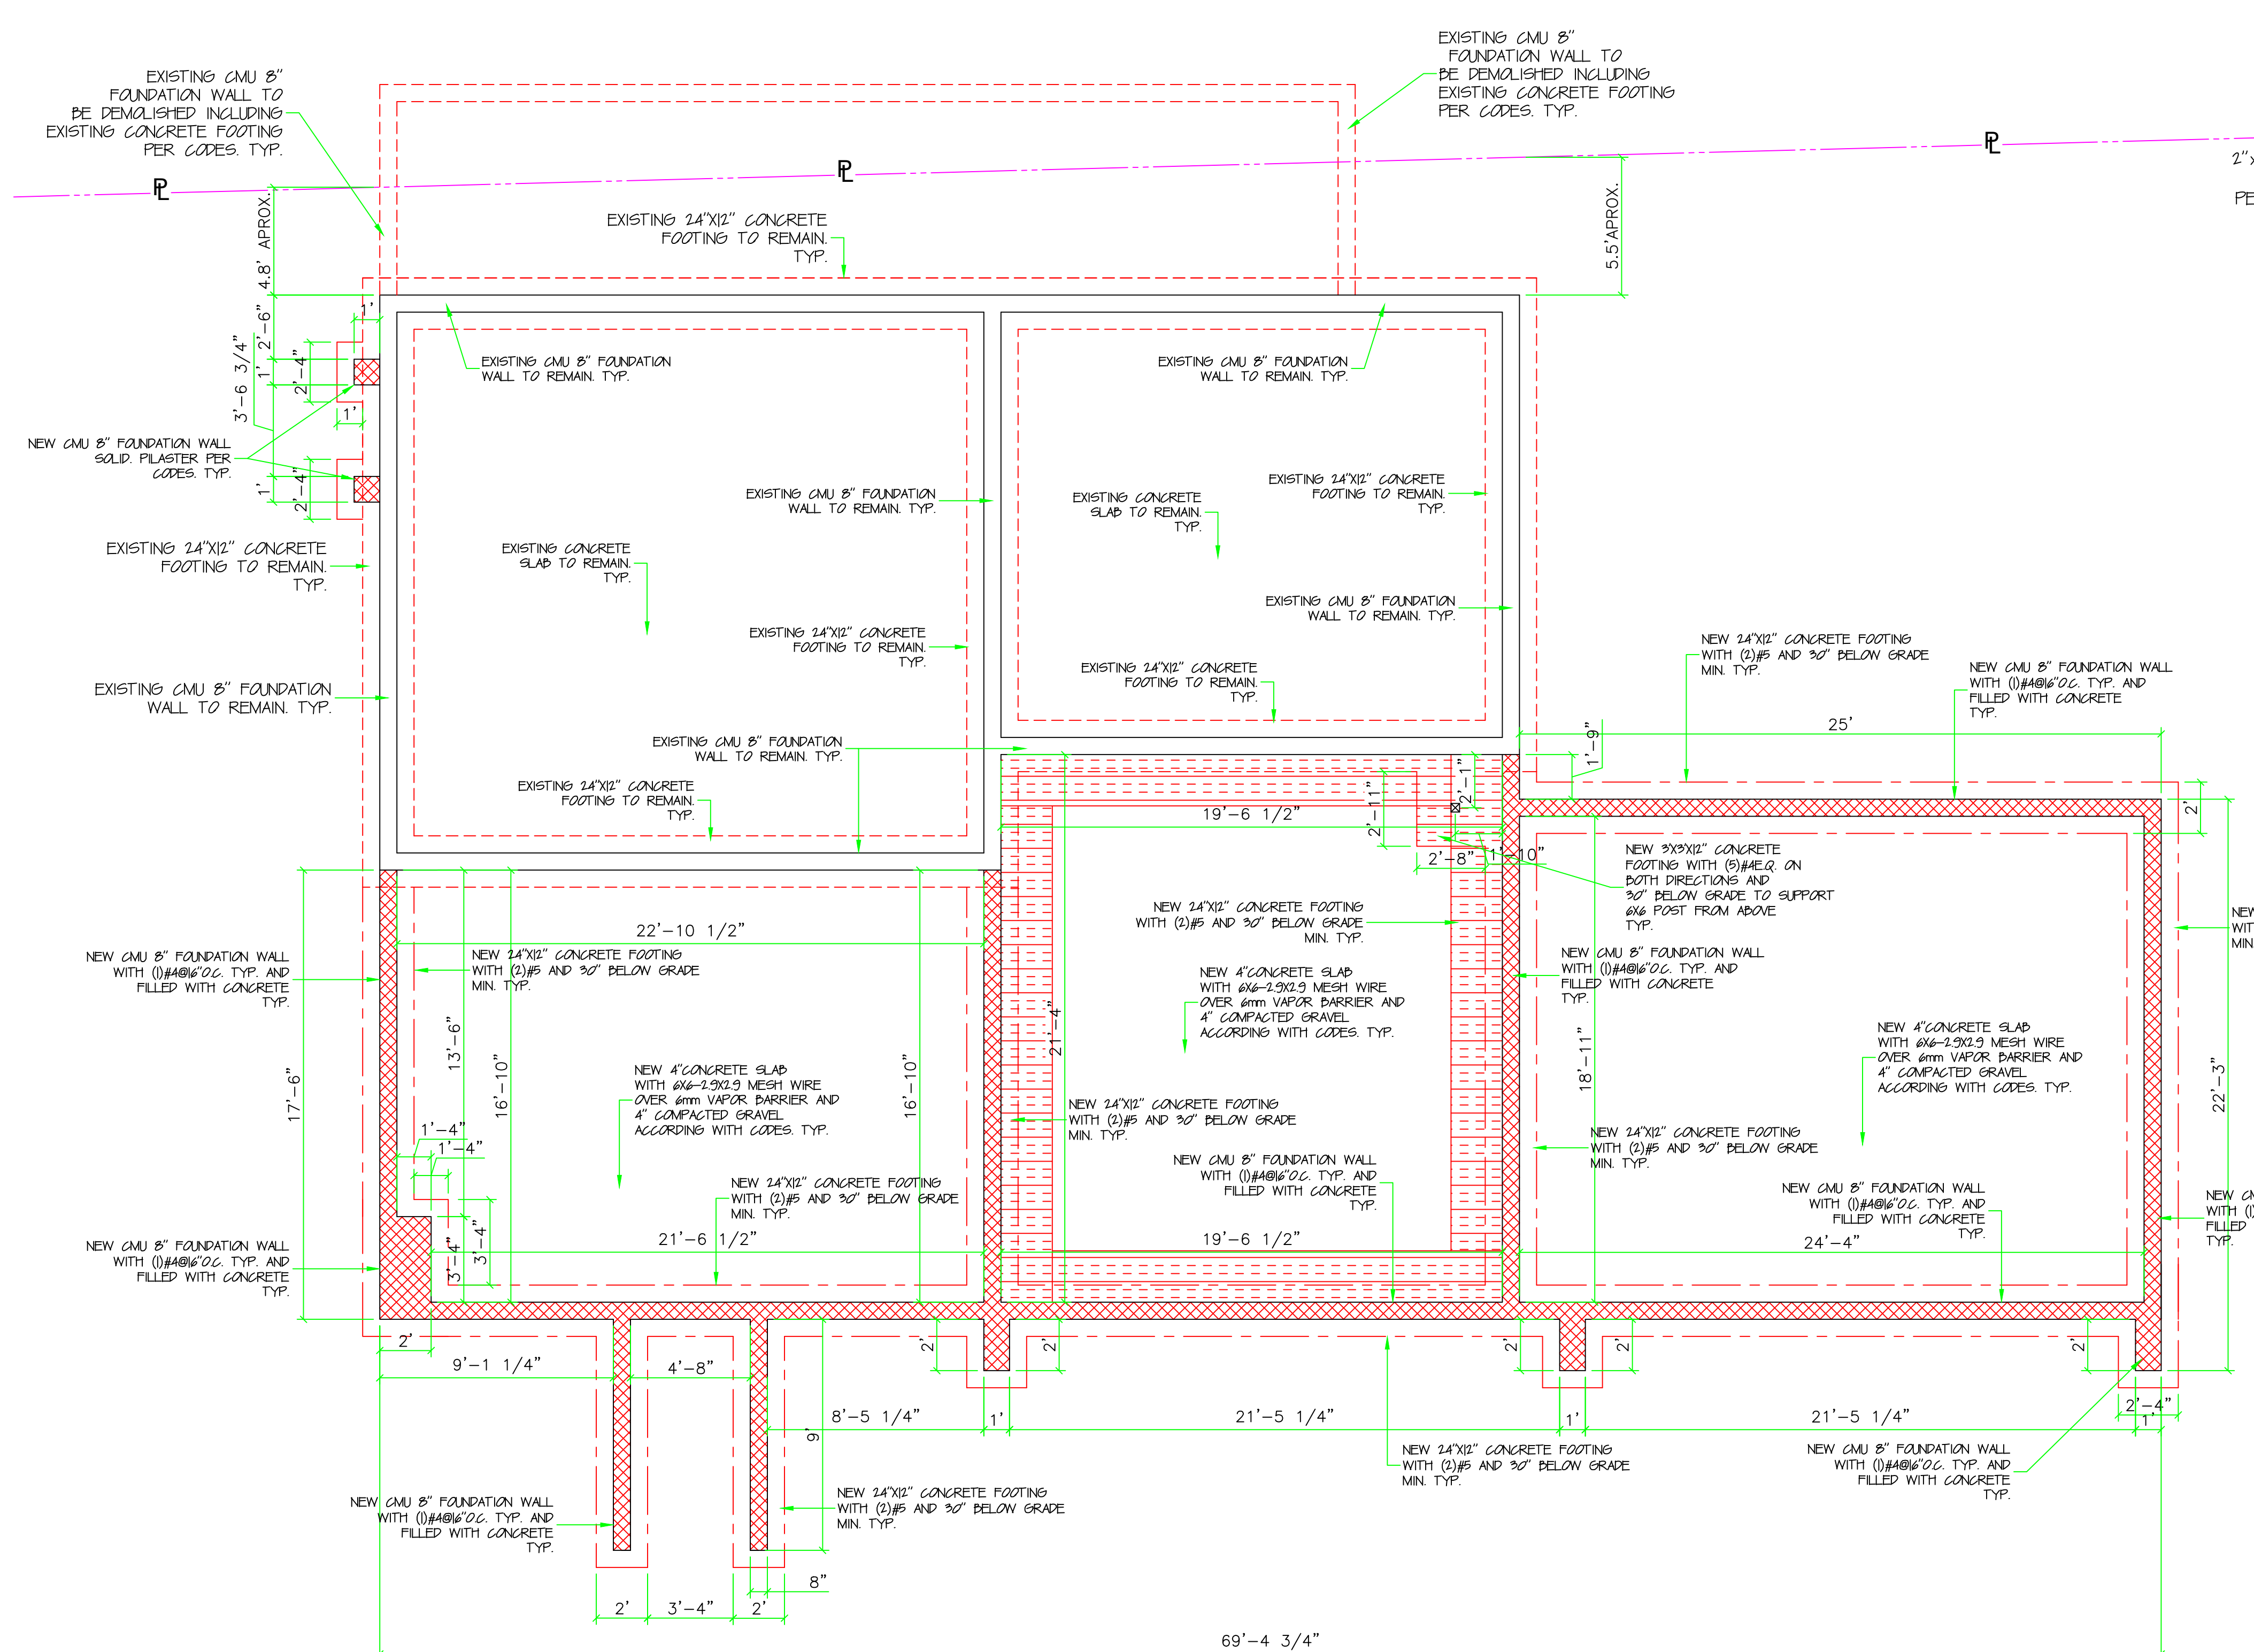 EXISTING CMU 8"
FOUNDATION WALL TO
BE DEMOLISHED INCLUDING
EXISTING CONCRETE FOOTING
PER CODES. TYP.
EXISTING CMU 8"
FOUNDATION WALL TO
BE DEMOLISHED INCLUDING
EXISTING CONCRETE FOOTING
PER CODES. TYP.
PL
PL
PL
2"x
PE
EXISTING 24"X12" CONCRETE
FOOTING TO REMAIN.
TYP.
4.8' APROX.
5.5'APROX.
2'-6"
1'
3'-6 3/4"
1'
2'-4"
1'
1'
2'-4"
EXISTING CMU 8" FOUNDATION
WALL TO REMAIN. TYP.
EXISTING CMU 8" FOUNDATION
WALL TO REMAIN. TYP.
NEW CMU 8" FOUNDATION WALL
SOLID. PILASTER PER
CODES. TYP.
EXISTING CMU 8" FOUNDATION
WALL TO REMAIN. TYP.
EXISTING CONCRETE
SLAB TO REMAIN.
TYP.
EXISTING 24"X12" CONCRETE
FOOTING TO REMAIN.
TYP.
EXISTING 24"X12" CONCRETE
FOOTING TO REMAIN.
TYP.
EXISTING CONCRETE
SLAB TO REMAIN.
TYP.
EXISTING CMU 8" FOUNDATION
WALL TO REMAIN. TYP.
EXISTING 24"X12" CONCRETE
FOOTING TO REMAIN.
TYP.
EXISTING 24"X12" CONCRETE
FOOTING TO REMAIN.
TYP.
EXISTING CMU 8" FOUNDATION
WALL TO REMAIN. TYP.
EXISTING CMU 8" FOUNDATION
WALL TO REMAIN. TYP.
EXISTING 24"X12" CONCRETE
FOOTING TO REMAIN.
TYP.
NEW 24"X12" CONCRETE FOOTING
WITH (2)#5 AND 30" BELOW GRADE
MIN. TYP.
NEW CMU 8" FOUNDATION WALL
WITH (1)#4@16"O.C. TYP. AND
FILLED WITH CONCRETE
TYP.
25'
1'-9"
2'-1"
2'-11"
19'-6 1/2"
2'-8"
1'-10"
2'
NEW 3'X3'X12" CONCRETE
FOOTING WITH (5)#4E.Q. ON
BOTH DIRECTIONS AND
30" BELOW GRADE TO SUPPORT
6X6 POST FROM ABOVE
TYP.
22'-10 1/2"
NEW 24"X12" CONCRETE FOOTING
WITH (2)#5 AND 30" BELOW GRADE
MIN. TYP.
NEW
WIT
MIN.
NEW CMU 8" FOUNDATION WALL
WITH (1)#4@16"O.C. TYP. AND
FILLED WITH CONCRETE
TYP.
NEW 24"X12" CONCRETE FOOTING
WITH (2)#5 AND 30" BELOW GRADE
MIN. TYP.
NEW CMU 8" FOUNDATION WALL
WITH (1)#4@16"O.C. TYP. AND
FILLED WITH CONCRETE
TYP.
NEW 4"CONCRETE SLAB
WITH 6X6-2.9X2.9 MESH WIRE
OVER 6mm VAPOR BARRIER AND
4" COMPACTED GRAVEL
ACCORDING WITH CODES. TYP.
13'-6"
16'-10"
16'-10"
17'-6"
21'-4"
18'-11"
22'-3"
NEW 4"CONCRETE SLAB
WITH 6X6-2.9X2.9 MESH WIRE
OVER 6mm VAPOR BARRIER AND
4" COMPACTED GRAVEL
ACCORDING WITH CODES. TYP.
NEW 4"CONCRETE SLAB
WITH 6X6-2.9X2.9 MESH WIRE
OVER 6mm VAPOR BARRIER AND
4" COMPACTED GRAVEL
ACCORDING WITH CODES. TYP.
1'-4"
1'-4"
NEW 24"X12" CONCRETE FOOTING
WITH (2)#5 AND 30" BELOW GRADE
MIN. TYP.
NEW 24"X12" CONCRETE FOOTING
WITH (2)#5 AND 30" BELOW GRADE
MIN. TYP.
NEW 24"X12" CONCRETE FOOTING
WITH (2)#5 AND 30" BELOW GRADE
MIN. TYP.
NEW CMU 8" FOUNDATION WALL
WITH (1)#4@16"O.C. TYP. AND
FILLED WITH CONCRETE
TYP.
NEW CMU 8" FOUNDATION WALL
WITH (1)#4@16"O.C. TYP. AND
FILLED WITH CONCRETE
TYP.
NEW CM
WITH (1)
FILLED
TYP.
NEW CMU 8" FOUNDATION WALL
WITH (1)#4@16"O.C. TYP. AND
FILLED WITH CONCRETE
TYP.
3'-4"
3'-4"
21'-6 1/2"
19'-6 1/2"
24'-4"
2'
9'-1 1/4"
4'-8"
2'
2'
2'
2'
2'
2'-4"
8'-5 1/4"
1'
21'-5 1/4"
1'
21'-5 1/4"
1'
9'
NEW 24"X12" CONCRETE FOOTING
WITH (2)#5 AND 30" BELOW GRADE
MIN. TYP.
NEW CMU 8" FOUNDATION WALL
WITH (1)#4@16"O.C. TYP. AND
FILLED WITH CONCRETE
TYP.
NEW CMU 8" FOUNDATION WALL
WITH (1)#4@16"O.C. TYP. AND
FILLED WITH CONCRETE
TYP.
NEW 24"X12" CONCRETE FOOTING
WITH (2)#5 AND 30" BELOW GRADE
MIN. TYP.
8"
2'
3'-4"
2'
69'-4 3/4"